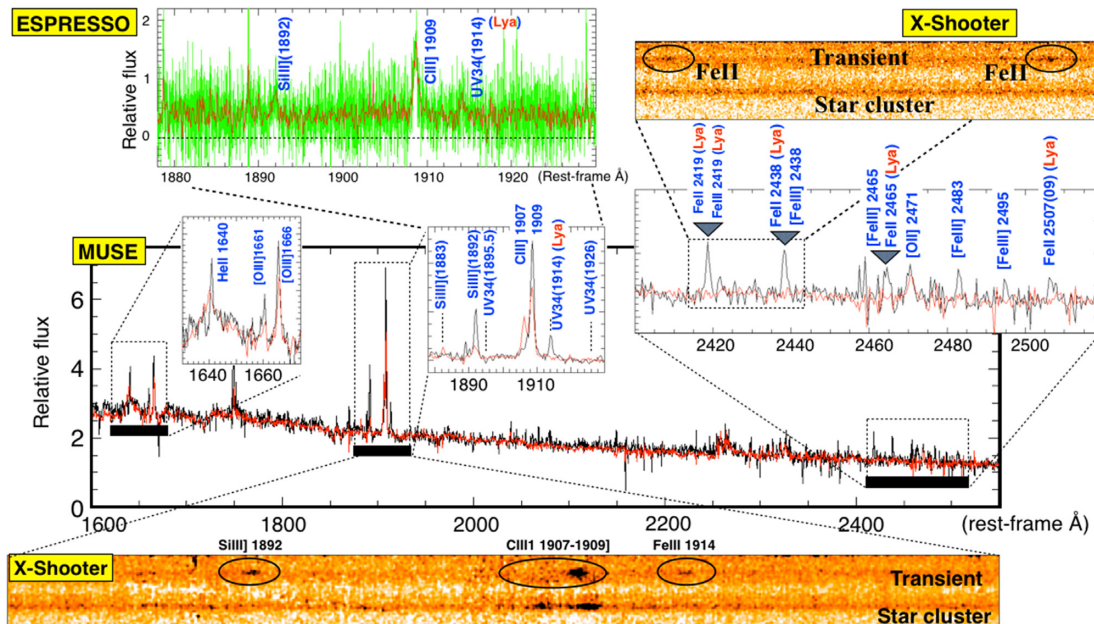 ESPRESSO
Relative flux
2
1
0
SiIII](1892)
CIII] 1909
UV34(1914) (Lya)
1880 1890 1900 1910 1920 (Rest-frame Å)
X-Shooter
Transient
FeII FeII
Star cluster
FeII 2419 (Lya)
FeIII 2419 (Lya)
FeII 2438 (Lya)
[FeIII] 2438
[FeIII] 2465
FeII 2465 (Lya)
[OII] 2471
[FeIII] 2483
[FeIII] 2495
FeII 2507(09) (Lya)
2420 2440 2460 2480 2500
MUSE
Relative flux
6
4
2
0
HeII 1640
[OIII]1661
[OIII]1666
1640 1660
SiIII](1883)
SiIII](1892)
UV34(1895.5)
CIII] 1907
1909
UV34(1914) (Lya)
UV34(1926)
1890 1910
1600 1800 2000 2200 2400 (rest-frame Å)
SiIII] 1892 CIII1 1907-1909] FeIII 1914
X-Shooter
Transient
Star cluster